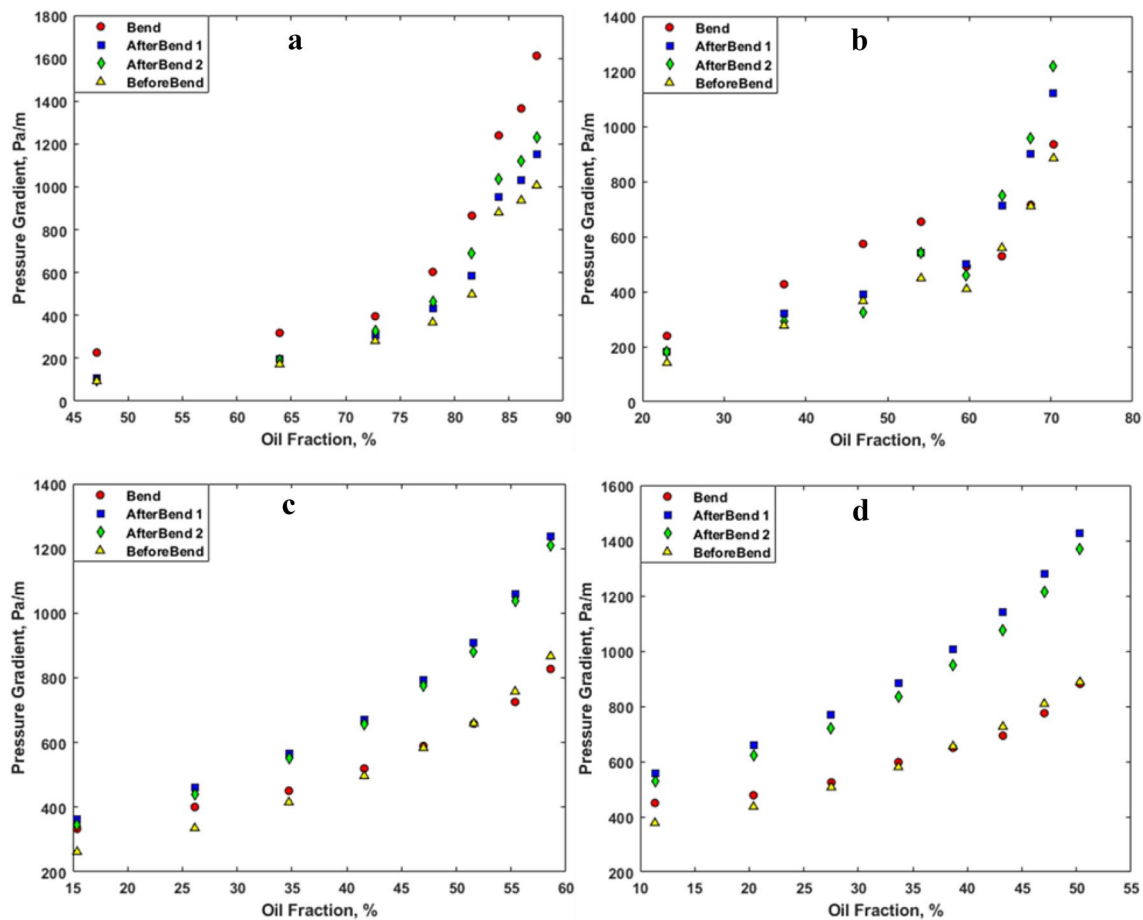 a
Bend
AfterBend 1
AfterBend 2
BeforeBend
Pressure Gradient, Pa/m
1800
1600
1400
1200
1000
800
600
400
200
0
45 50 55 60 65 70 75 80 85 90
Oil Fraction, %
b
Bend
AfterBend 1
AfterBend 2
BeforeBend
Pressure Gradient, Pa/m
1400
1200
1000
800
600
400
200
0
20 30 40 50 60 70 80
Oil Fraction, %
c
Bend
AfterBend 1
AfterBend 2
BeforeBend
Pressure Gradient, Pa/m
1400
1200
1000
800
600
400
200
15 20 25 30 35 40 45 50 55 60
Oil Fraction, %
d
Bend
AfterBend 1
AfterBend 2
BeforeBend
Pressure Gradient, Pa/m
1600
1400
1200
1000
800
600
400
200
10 15 20 25 30 35 40 45 50 55
Oil Fraction, %